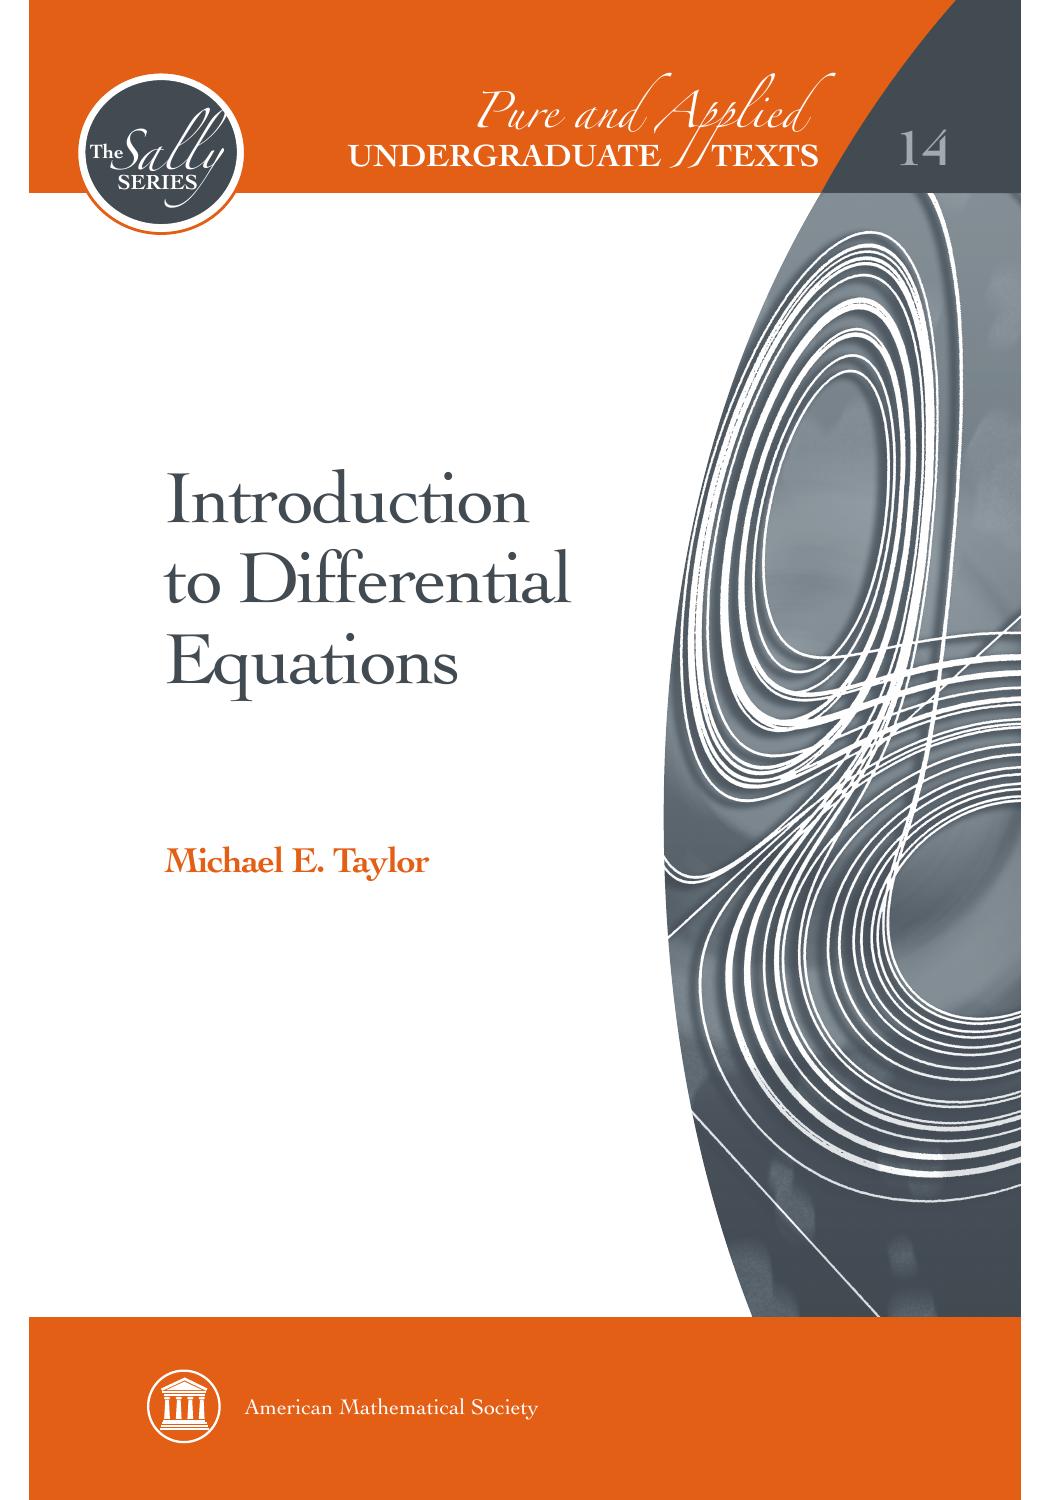 The Sally
SERIES
Pure and Applied
UNDERGRADUATE TEXTS
14
Introduction
to Differential
Equations
Michael E. Taylor
American Mathematical Society